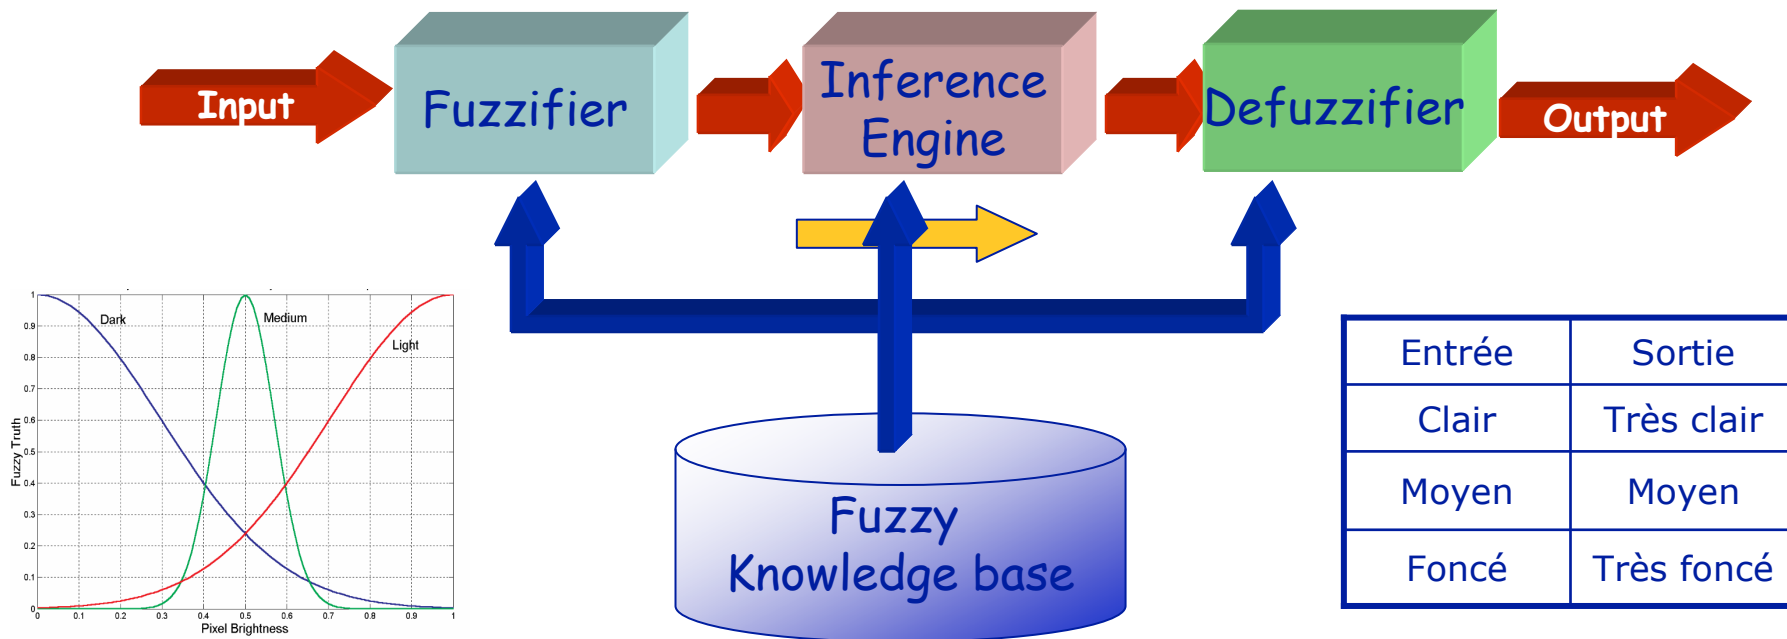 Input
Fuzzifier
Inference
Engine
Defuzzifier
Output
Fuzzy
Knowledge base
1
0.9
0.8
0.7
0.6
0.5
0.4
0.3
0.2
0.1
0
Dark
Medium
Light
Fuzzy Truth
0 0.1 0.2 0.3 0.4 0.5 0.6 0.7 0.8 0.9 1
Pixel Brightness
Entrée Sortie
Clair Très clair
Moyen Moyen
Foncé Très foncé